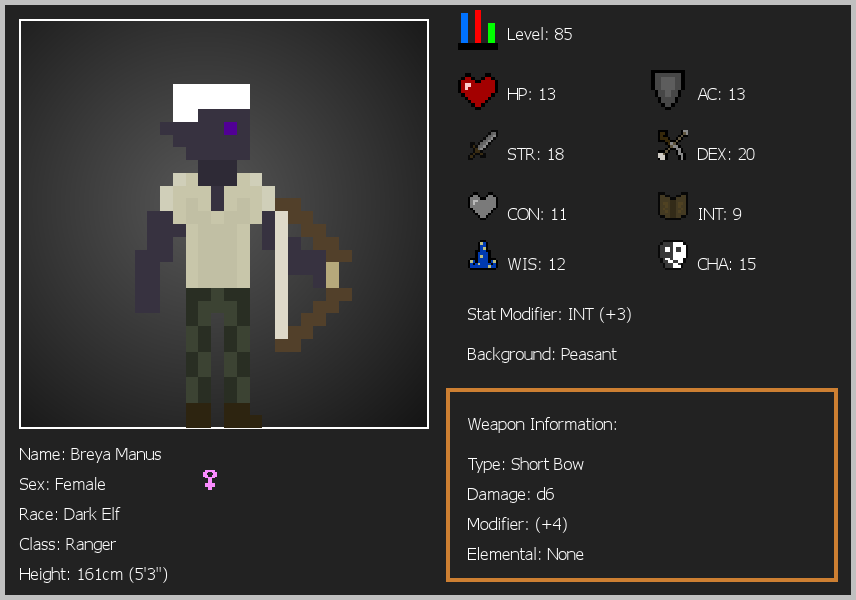 Level: 85
HP: 13
AC: 13
STR: 18
DEX: 20
CON: 11
INT: 9
WIS: 12
CHA: 15
Stat Modifier: INT (+3)
Background: Peasant
Weapon Information:
Type: Short Bow
Damage: d6
Modifier: (+4)
Elemental: None
Name: Breya Manus
Sex: Female
Race: Dark Elf
Class: Ranger
Height: 161cm (5'3")